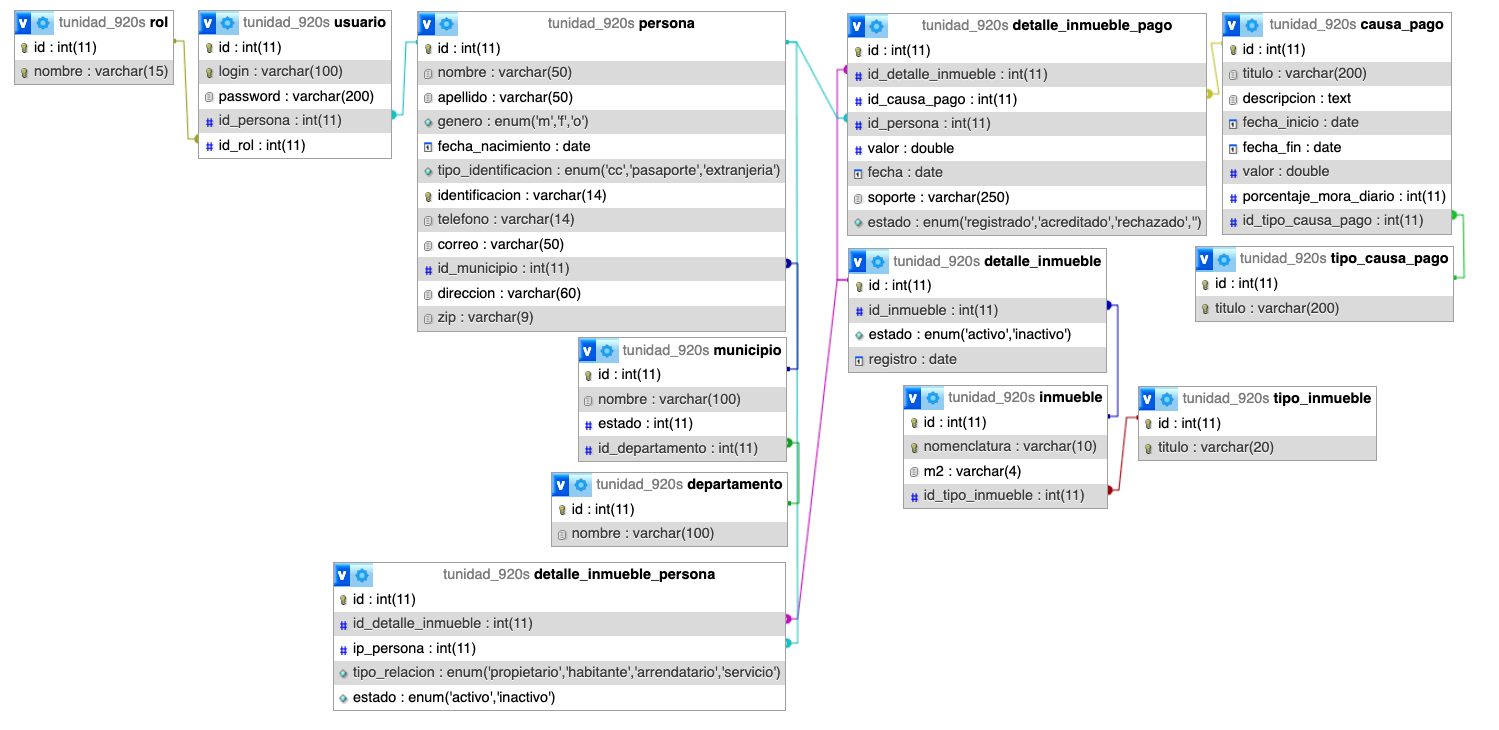 tunidad_920s rol
id : int(11)
nombre : varchar(15)
tunidad_920s usuario
id : int(11)
login : varchar(100)
password : varchar(200)
id_persona : int(11)
id_rol : int(11)
tunidad_920s persona
id : int(11)
nombre : varchar(50)
apellido : varchar(50)
genero : enum('m','f','o')
fecha_nacimiento : date
tipo_identificacion : enum('cc','pasaporte','extranjeria')
identificacion : varchar(14)
telefono : varchar(14)
correo : varchar(50)
id_municipio : int(11)
direccion : varchar(60)
zip : varchar(9)
tunidad_920s municipio
id : int(11)
nombre : varchar(100)
estado : int(11)
id_departamento : int(11)
tunidad_920s departamento
id : int(11)
nombre : varchar(100)
tunidad_920s detalle_inmueble_persona
id : int(11)
id_detalle_inmueble : int(11)
ip_persona : int(11)
tipo_relacion : enum('propietario','habitante','arrendatario','servicio')
estado : enum('activo','inactivo')
tunidad_920s detalle_inmueble_pago
id : int(11)
id_detalle_inmueble : int(11)
id_causa_pago : int(11)
id_persona : int(11)
valor : double
fecha : date
soporte : varchar(250)
estado : enum('registrado','acreditado','rechazado','')
tunidad_920s detalle_inmueble
id : int(11)
id_inmueble : int(11)
estado : enum('activo','inactivo')
registro : date
tunidad_920s inmueble
id : int(11)
nomenclatura : varchar(10)
m2 : varchar(4)
id_tipo_inmueble : int(11)
tunidad_920s causa_pago
id : int(11)
titulo : varchar(200)
descripcion : text
fecha_inicio : date
fecha_fin : date
valor : double
porcentaje_mora_diario : int(11)
id_tipo_causa_pago : int(11)
tunidad_920s tipo_causa_pago
id : int(11)
titulo : varchar(200)
tunidad_920s tipo_inmueble
id : int(11)
titulo : varchar(20)